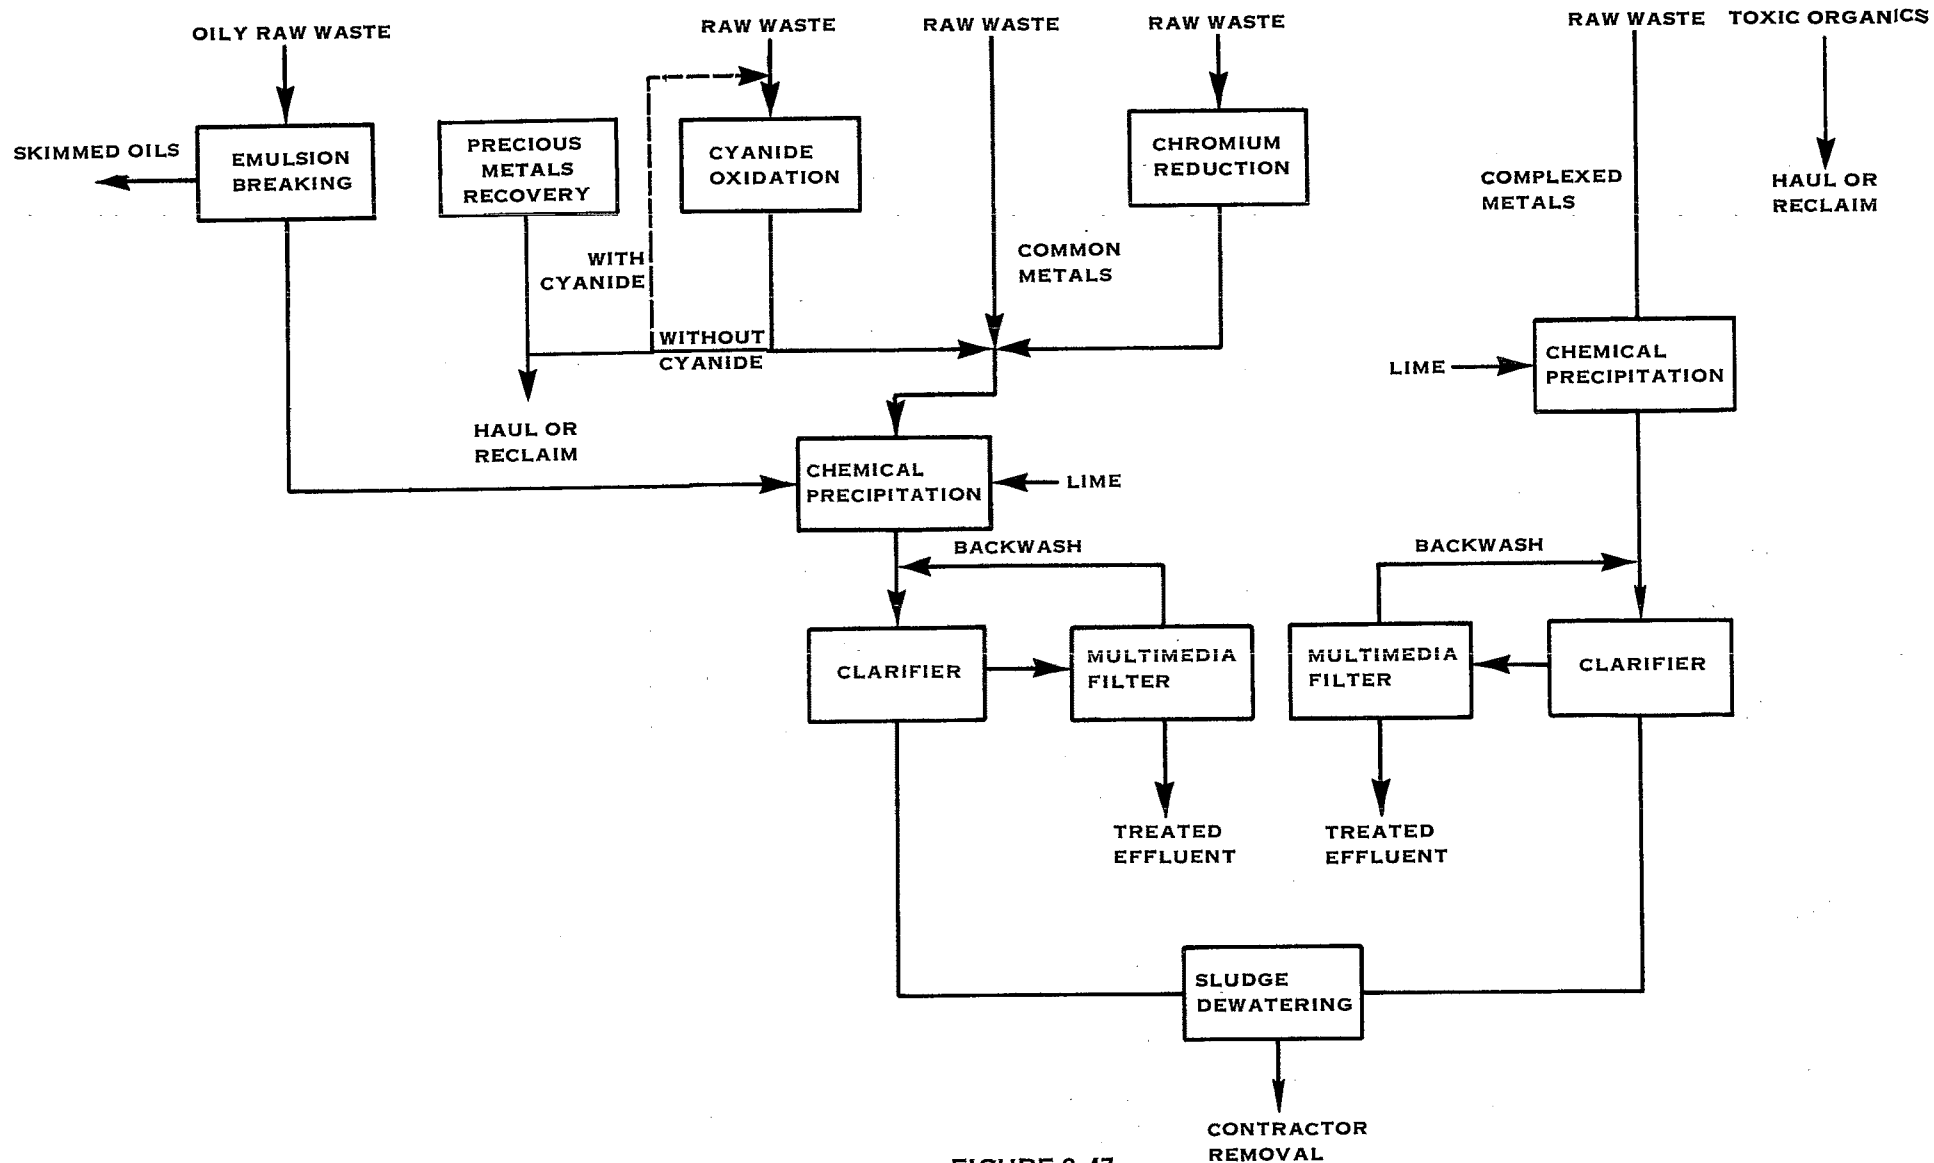 OILY RAW WASTE
RAW WASTE
RAW WASTE
RAW WASTE
RAW WASTE
TOXIC ORGANICS
SKIMMED OILS
EMULSION
BREAKING
PRECIOUS
METALS
RECOVERY
CYANIDE
OXIDATION
CHROMIUM
REDUCTION
COMPLEXED
METALS
HAUL OR
RECLAIM
WITH
CYANIDE
COMMON
METALS
WITHOUT
CYANIDE
LIME
CHEMICAL
PRECIPITATION
HAUL OR
RECLAIM
CHEMICAL
PRECIPITATION
LIME
BACKWASH
BACKWASH
CLARIFIER
MULTIMEDIA
FILTER
MULTIMEDIA
FILTER
CLARIFIER
TREATED
EFFLUENT
TREATED
EFFLUENT
SLUDGE
DEWATERING
CONTRACTOR
REMOVAL